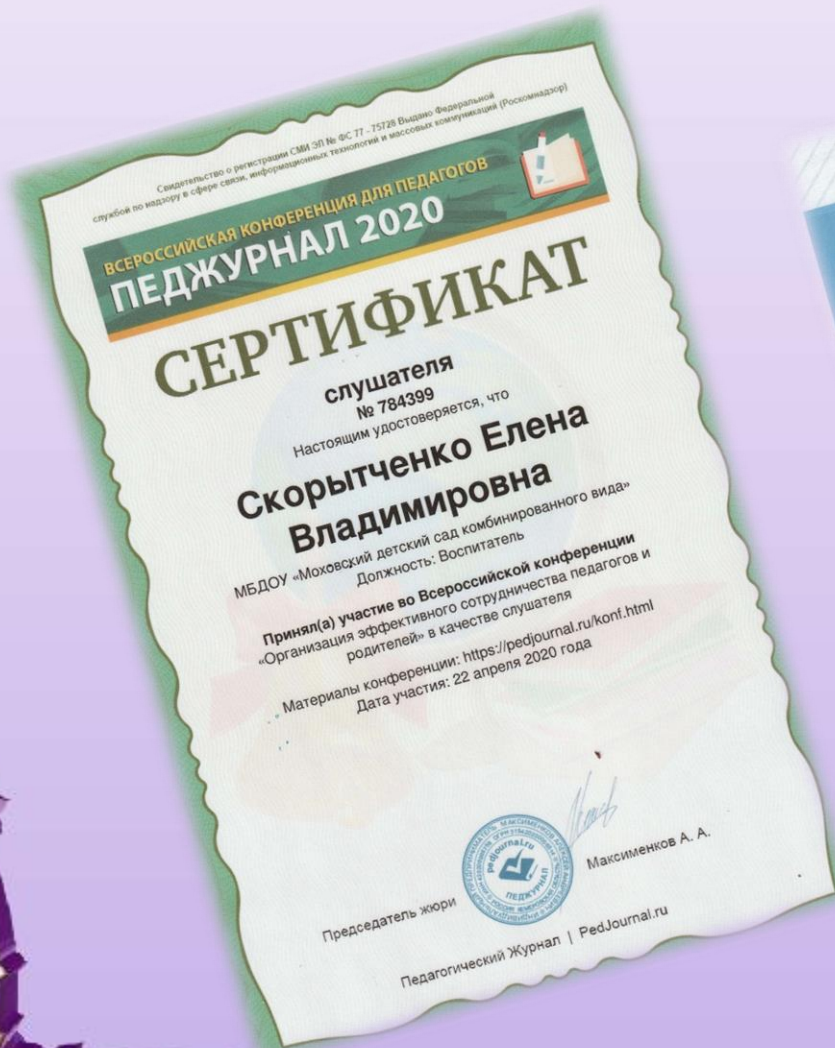 Свидетельство о регистрации СМИ ЭЛ № ФС 77 - 75728 Выдано Федеральной
службой по надзору в сфере связи, информационных технологий и массовых коммуникаций (Роскомнадзор)
ВСЕРОССИЙСКАЯ КОНФЕРЕНЦИЯ ДЛЯ ПЕДАГОГОВ
ПЕДЖУРНАЛ 2020
СЕРТИФИКАТ
слушателя
№ 784399
Настоящим удостоверяется, что
Скорытченко Елена
Владимировна
МБДОУ «Моховский детский сад комбинированного вида»
Должность: Воспитатель
Принял(а) участие во Всероссийской конференции
«Организация эффективного сотрудничества педагогов и
родителей» в качестве слушателя
Материалы конференции: https://pedjournal.ru/konf.html
Дата участия: 22 апреля 2020 года
pedjournal.ru
ПЕДЖУРНАЛ
Председатель жюри
Максименков А. А.
Педагогический Журнал | PedJournal.ru